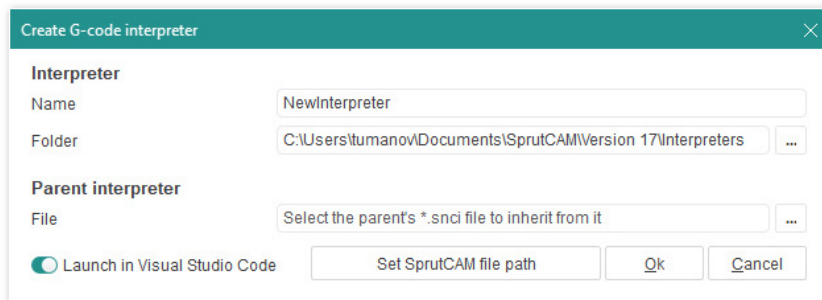 Create G-code interpreter
Interpreter
Name NewInterpreter
Folder C:\Users\tumanov\Documents\SprutCAM\Version 17\Interpreters ...
Parent interpreter
File Select the parent's *.snci file to inherit from it ...
Launch in Visual Studio Code Set SprutCAM file path Ok Cancel